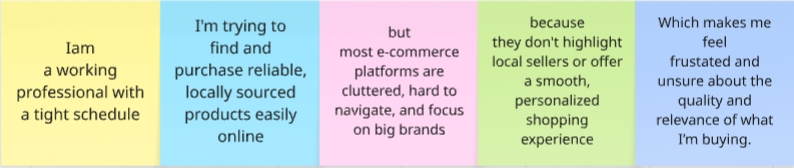 Iam
a working
professional with
a tight schedule
I'm trying to
find and
purchase reliable,
locally sourced
products easily
online
but
most e-commerce
platforms are
cluttered, hard to
navigate, and focus
on big brands
because
they don't highlight
local sellers or offer
a smooth,
personalized
shopping
experience
Which makes me
feel
frustated and
unsure about the
quality and
relevance of what
I'm buying.